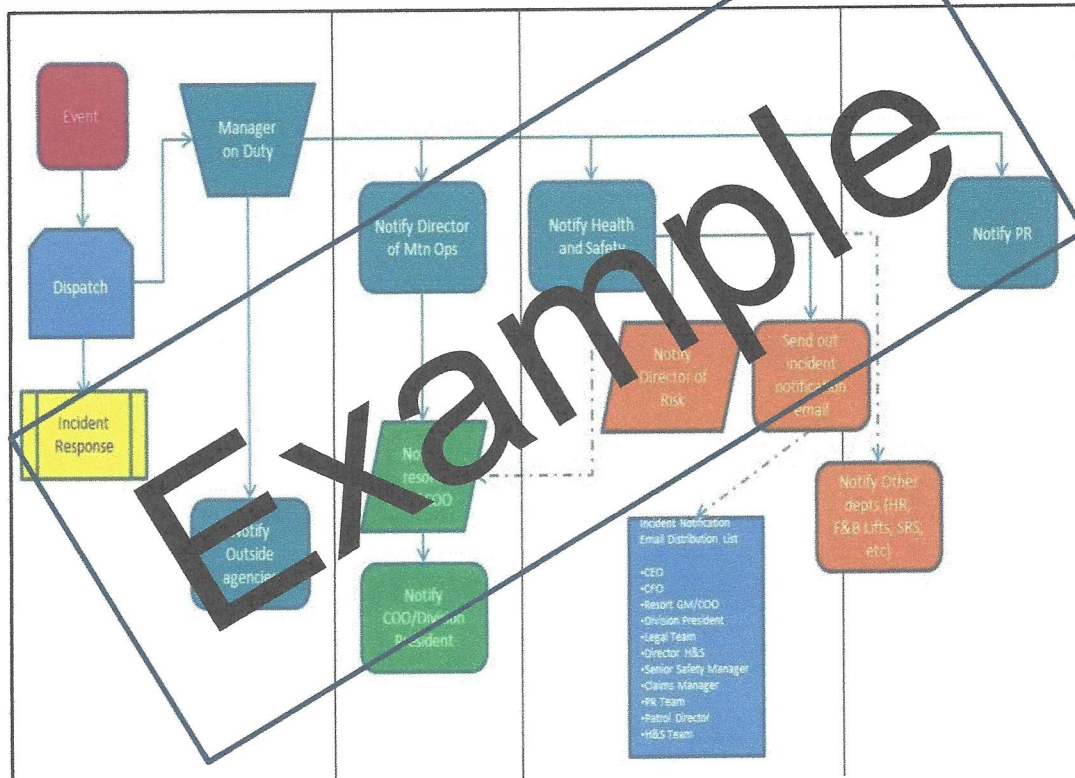 Event
Manager
on Duty
Notify Director
of Mtn Ops
Notify Health
and Safety
Notify PR
Dispatch
Notify
Director of
Risk
Send out
incident
notification
email
Incident
Response
resor
Notify
Outside
Notify
COO/Division
President
Notify Other
depts (HR,
F&B Lifts, SRS,
etc)
Incident Notification
Email Distribution List
•CEO
•CFO
•Resort GM/COO
•Division President
•Legal Team
•Director H&S
•Senior Safety Manager
•Claims Manager
•PR Team
•Patrol Director
•H&S Team
Example